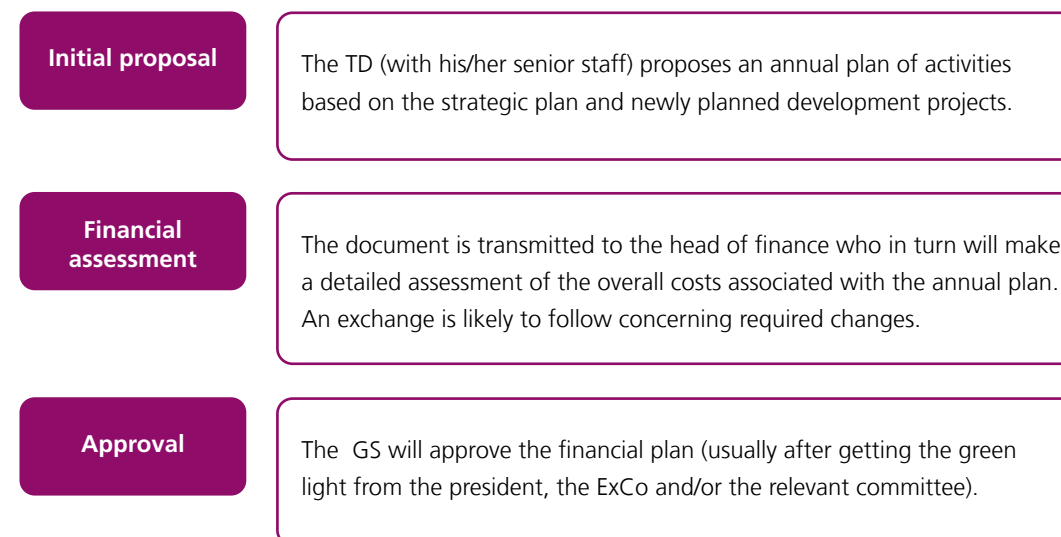 Initial proposal
The TD (with his/her senior staff) proposes an annual plan of activities
based on the strategic plan and newly planned development projects.
Financial
assessment
The document is transmitted to the head of finance who in turn will make
a detailed assessment of the overall costs associated with the annual plan.
An exchange is likely to follow concerning required changes.
Approval
The GS will approve the financial plan (usually after getting the green
light from the president, the ExCo and/or the relevant committee).